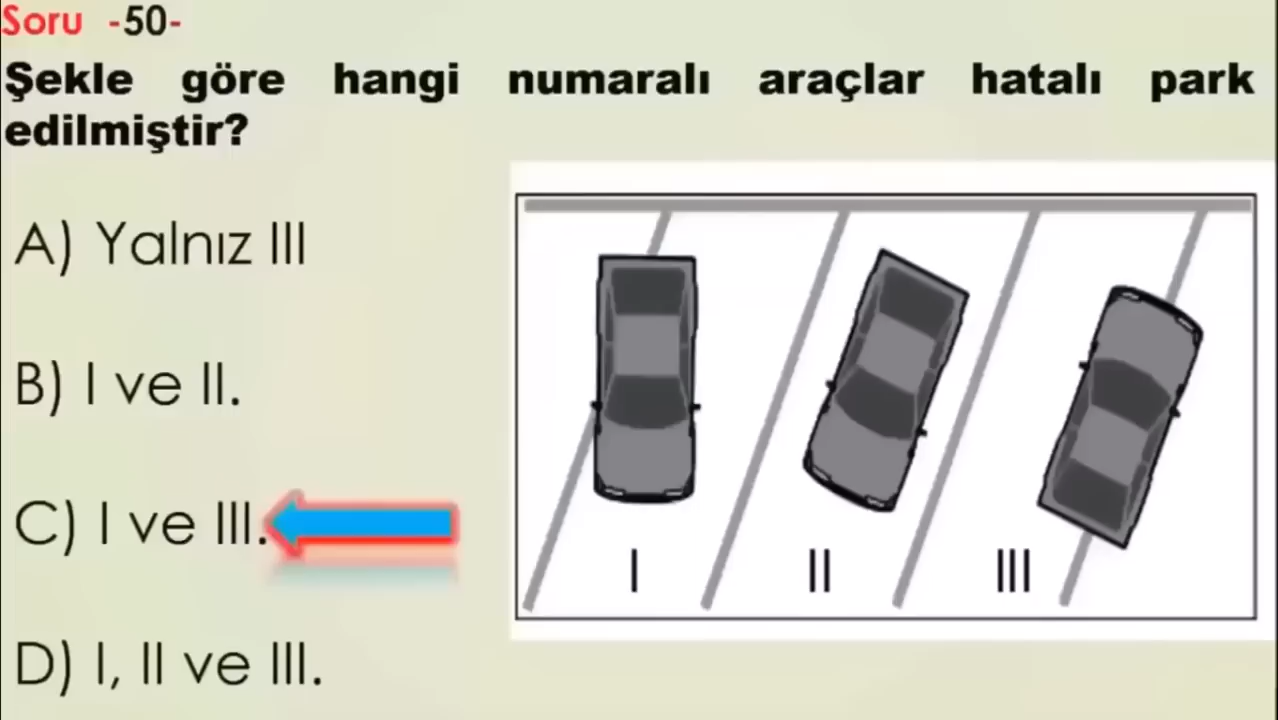 Soru -50-
Şekle göre hangi numaralı araçlar hatalı park
edilmiştir?
A) Yalnız III
B) I ve II.
C) I ve III.
D) I, II ve III.
I II III